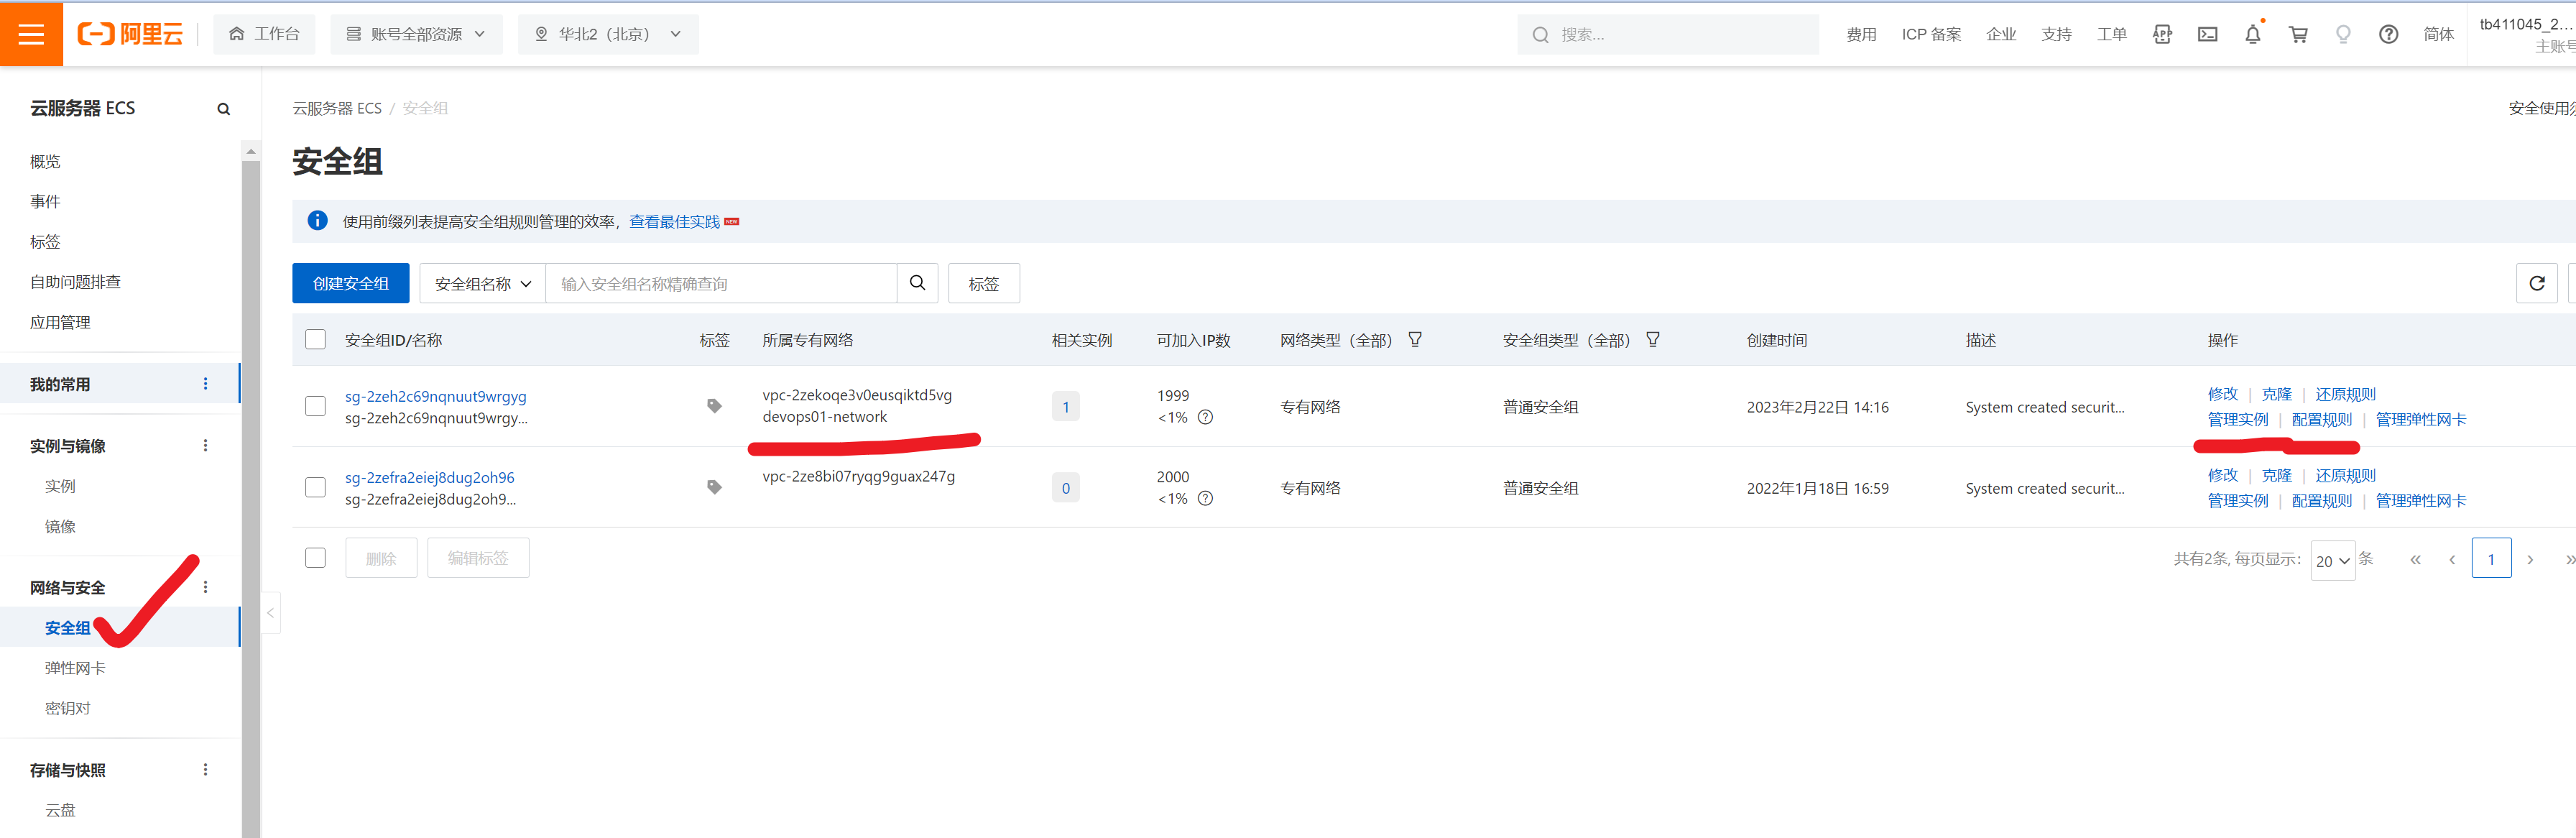 阿里云
工作台
账号全部资源
华北2（北京）
搜索...
费用
ICP 备案
企业
支持
工单
APP
简体
tb411045_2...
主账号
云服务器 ECS
概览
事件
标签
自助问题排查
应用管理
我的常用
实例与镜像
实例
镜像
网络与安全
安全组
弹性网卡
密钥对
存储与快照
云盘
云服务器 ECS / 安全组
安全使用
安全组
使用前缀列表提高安全组规则管理的效率，查看最佳实践 NEW
创建安全组
安全组名称
输入安全组名称精确查询
标签
安全组ID/名称 标签 所属专有网络 相关实例 可加入IP数 网络类型（全部） 安全组类型（全部） 创建时间 描述 操作
sg-2zeh2c69nqnuut9wrgyg
sg-2zeh2c69nqnuut9wrgy...
vpc-2zekoqe3v0eusqiktd5vg
devops01-network
1
1999
<1%
专有网络
普通安全组
2023年2月22日 14:16
System created securit...
修改 | 克隆 | 还原规则
管理实例 | 配置规则 | 管理弹性网卡
sg-2zefra2eiej8dug2oh96
sg-2zefra2eiej8dug2oh9...
vpc-2ze8bi07ryqg9guax247g
0
2000
<1%
专有网络
普通安全组
2022年1月18日 16:59
System created securit...
修改 | 克隆 | 还原规则
管理实例 | 配置规则 | 管理弹性网卡
删除
编辑标签
共有2条, 每页显示: 20 条
« ‹ 1 › »